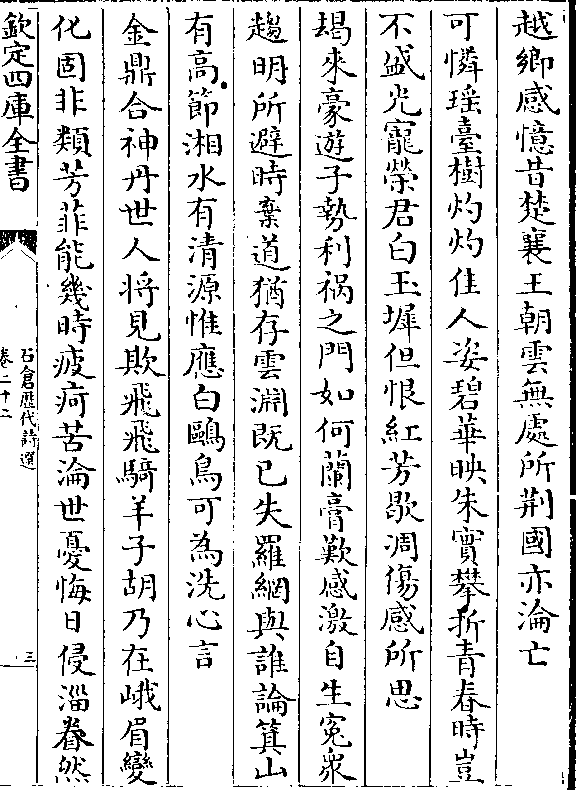 越鄉感憶昔楚襄王朝雲無處所荆國亦淪亡
可憐瑶臺樹灼灼佳人姿碧華映朱實攀折青春時豈
不盛光寵榮君白玉墀但恨紅芳歇凋傷感所思
朅来豪遊子勢利禍之門如何蘭膏歎感激自生寃衆
趨明所避時棄道猶存雲淵既已失羅網與誰論箕山
有高節湘水有清源惟應白鷗鳥可為洗心言
金鼎合神丹世人将見欺飛飛騎羊子胡乃在峨眉變
化固非類芳菲能幾時疲疴苦淪世憂悔日侵淄眷然
欽定四庫全書
石倉歷代詩選
卷二十二
三